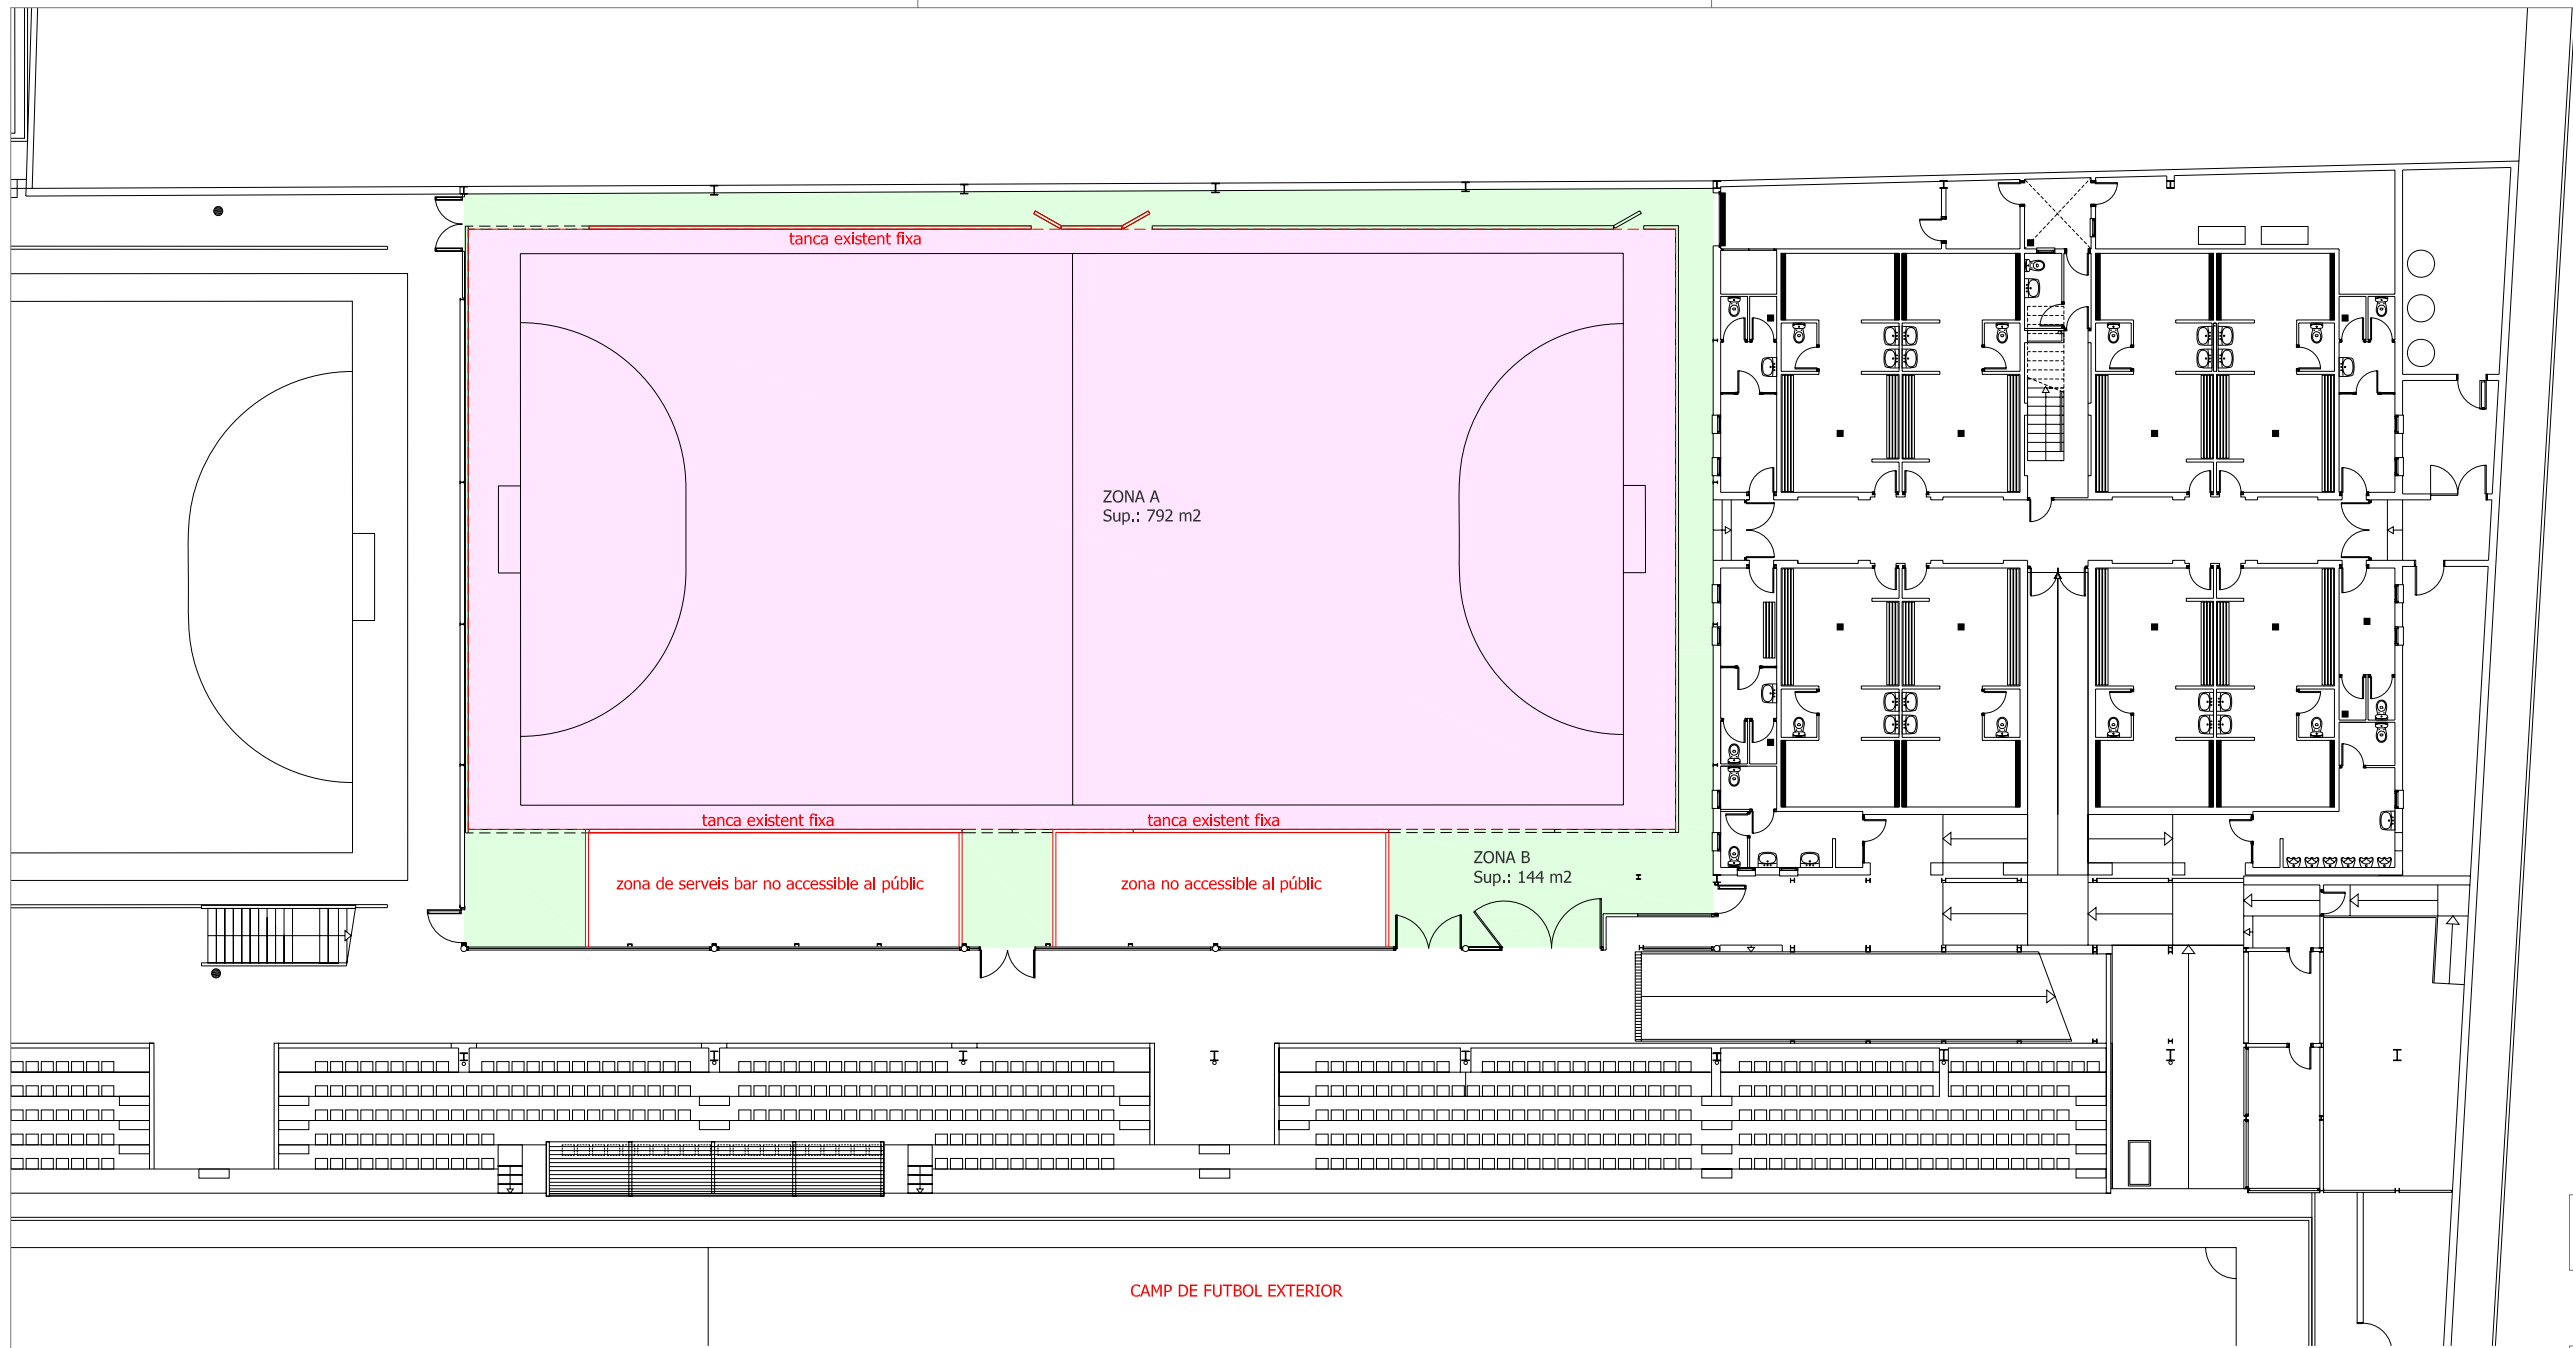 tanca existent fixa
ZONA A
Sup.: 792 m2
tanca existent fixa
tanca existent fixa
zona de serveis bar no accessible al públic
zona no accessible al públic
ZONA B
Sup.: 144 m2
CAMP DE FUTBOL EXTERIOR